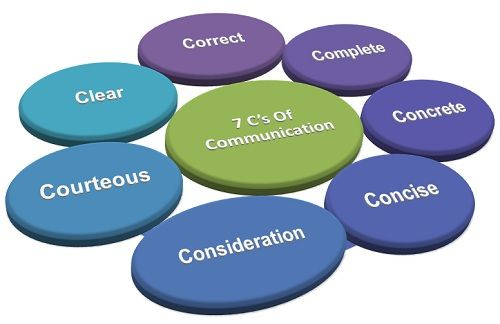 Correct
Complete
Clear
7 C's Of
Communication
Concrete
Courteous
Concise
Consideration